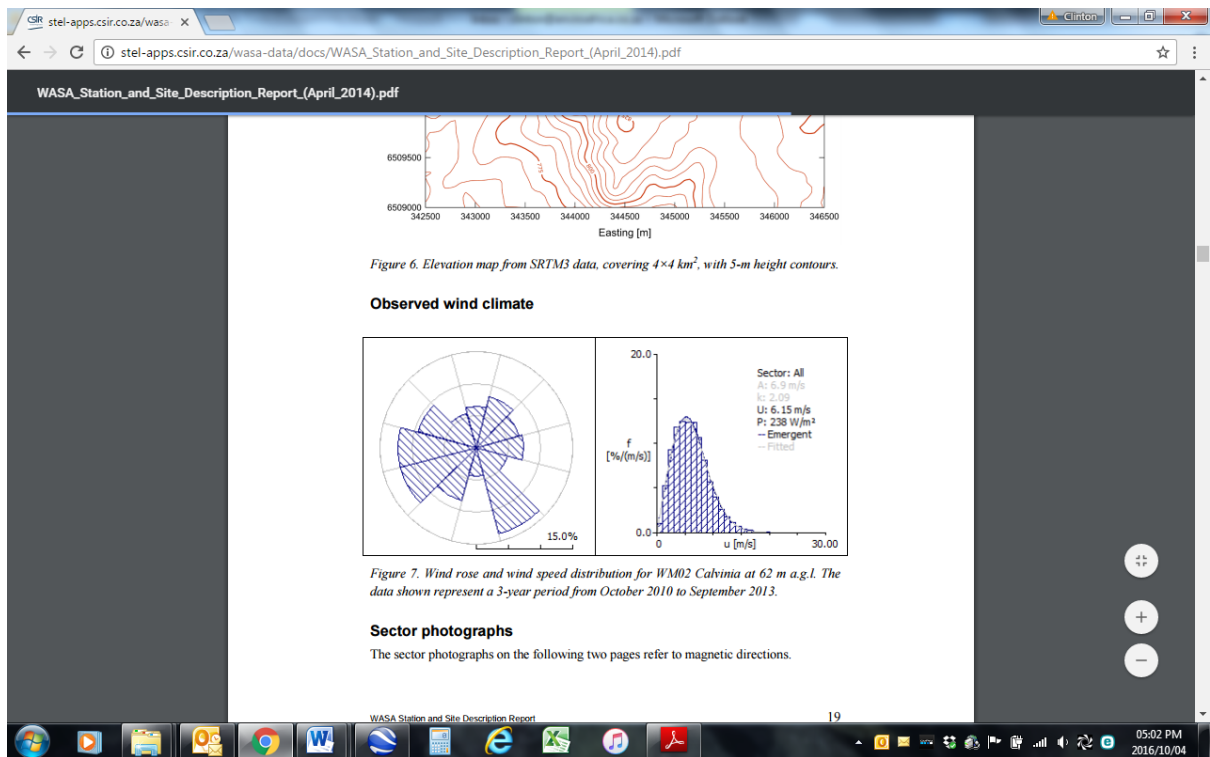 CSIR stel-apps.csir.co.za/wasa-
Clinton
stel-apps.csir.co.za/wasa-data/docs/WASA_Station_and_Site_Description_Report_(April_2014).pdf
WASA_Station_and_Site_Description_Report_(April_2014).pdf
6509500
775
800
825
6509000
342500 343000 343500 344000 344500 345000 345500 346000 346500
Easting [m]
Figure 6. Elevation map from SRTM3 data, covering 4×4 km², with 5-m height contours.
Observed wind climate
15.0%
20.0
f
[%/(m/s)]
0.0
0 u [m/s] 30.00
Sector: All
A: 6.9 m/s
k: 2.09
U: 6.15 m/s
P: 238 W/m²
-- Emergent
-- Fitted
Figure 7. Wind rose and wind speed distribution for WM02 Calvinia at 62 m a.g.l. The
data shown represent a 3-year period from October 2010 to September 2013.
Sector photographs
The sector photographs on the following two pages refer to magnetic directions.
WASA Station and Site Description Report 19
05:02 PM
2016/10/04